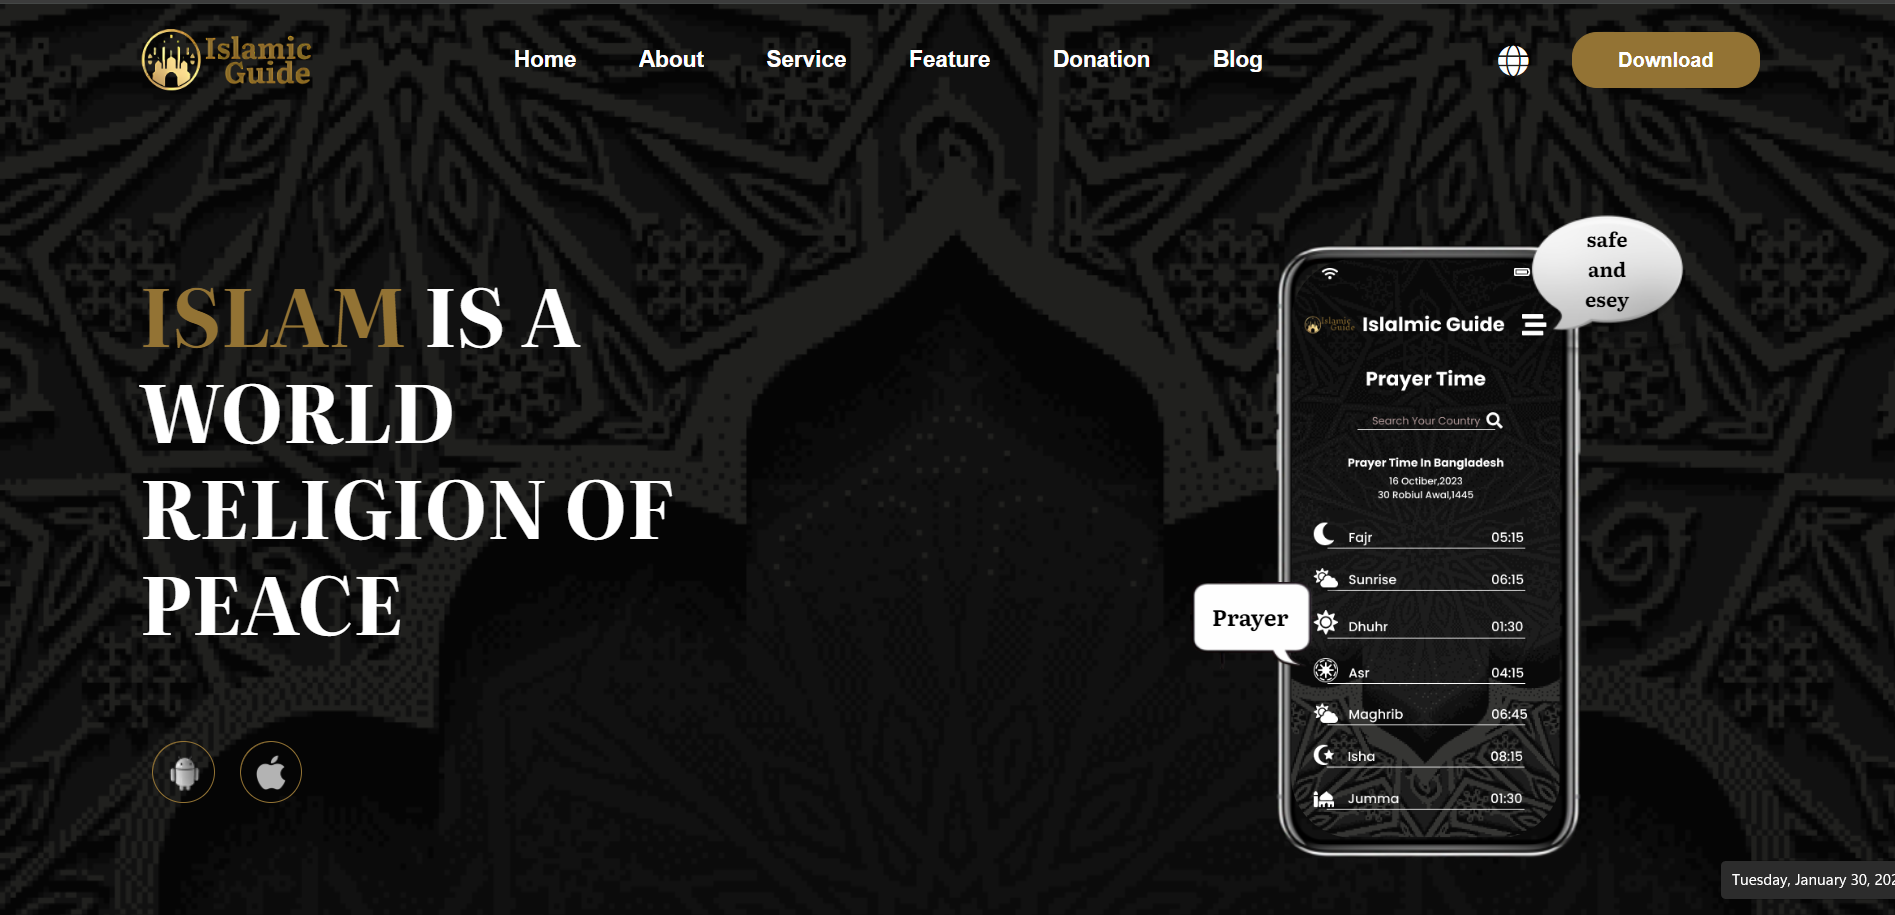 Islamic
Guide
Home
About
Service
Feature
Donation
Blog
Download
ISLAM IS A
WORLD
RELIGION OF
PEACE
safe
and
esey
Islamic
Guide
Islalmic Guide
Prayer Time
Search Your Country
Prayer Time In Bangladesh
16 Octiber,2023
30 Robiul Awal,1445
Fajr 05:15
Sunrise 06:15
Prayer
Dhuhr 01:30
Asr 04:15
Maghrib 06:45
Isha 08:15
Jumma 01:30
Tuesday, January 30, 202